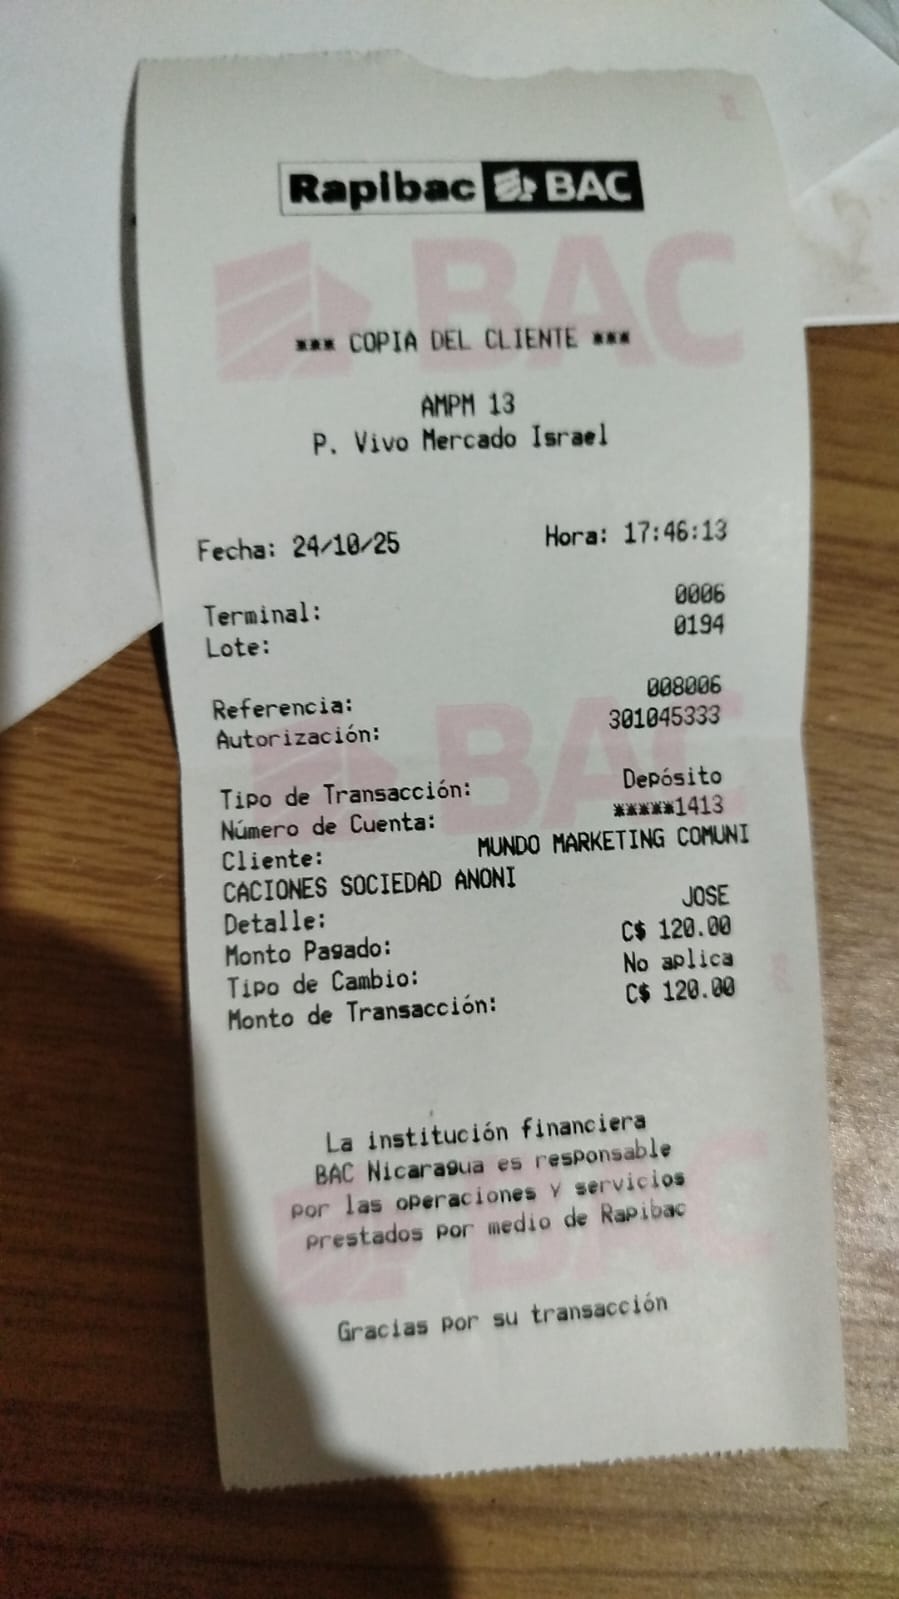 Rapibac BAC
BAC
*** COPIA DEL CLIENTE ***
AMPM 13
P. Vivo Mercado Israel
Fecha: 24/10/25 Hora: 17:46:13
Terminal: 0006
Lote: 0194
Referencia: 008006
Autorización: 301045333
BAC
Tipo de Transacción: Depósito
Número de Cuenta: *****1413
Cliente: MUNDO MARKETING COMUNI
CACIONES SOCIEDAD ANONI
Detalle: JOSE
Monto Pagado: C$ 120.00
Tipo de Cambio: No aplica
Monto de Transacción: C$ 120.00
La institución financiera
BAC Nicaragua es responsable
por las operaciones y servicios
prestados por medio de Rapibac
BAC
Gracias por su transacción